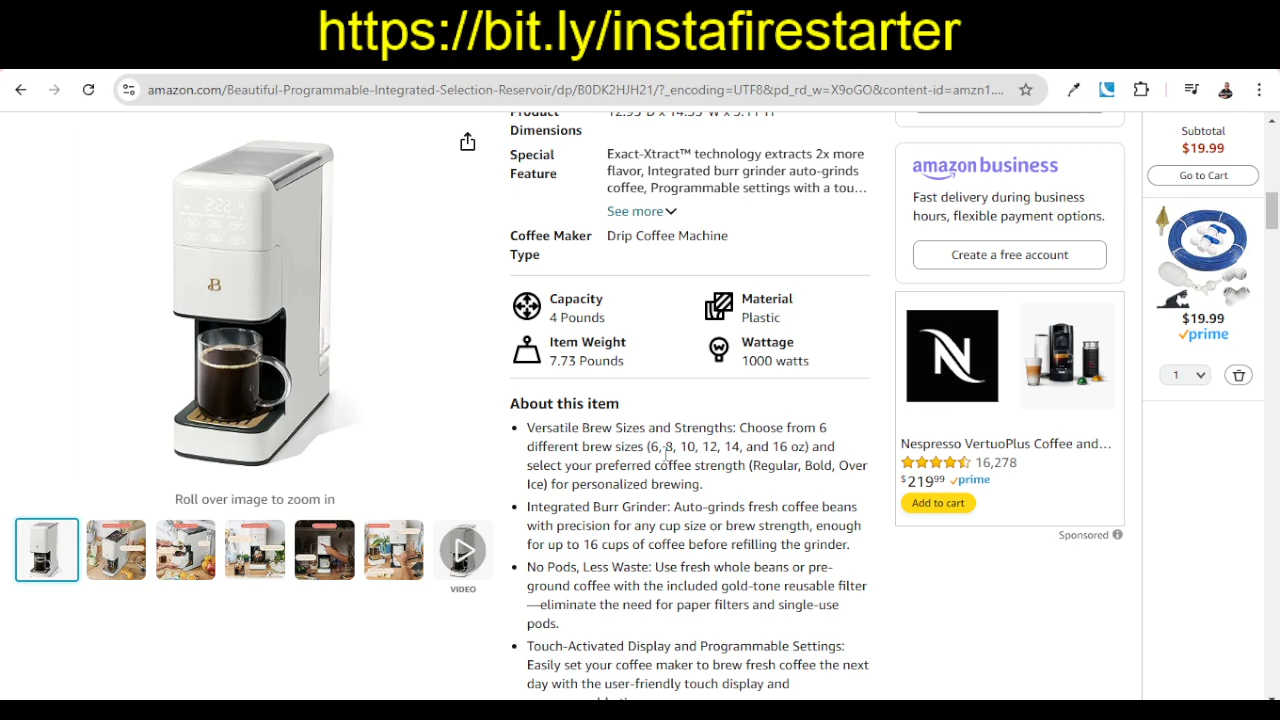 https://bit.ly/instafirestarter
amazon.com/Beautiful-Programmable-Integrated-Selection-Reservoir/dp/B0DK2HJH21/?_encoding=UTF8&pd_rd_w=X9oGO&content-id=amzn1....
2:22
B
Roll over image to zoom in
VIDEO
Product
Dimensions
Special
Feature
Exact-Xtract™ technology extracts 2x more
flavor, Integrated burr grinder auto-grinds
coffee, Programmable settings with a tou...
See more
Coffee Maker
Type
Drip Coffee Machine
Capacity
4 Pounds
Material
Plastic
Item Weight
7.73 Pounds
Wattage
1000 watts
About this item
• Versatile Brew Sizes and Strengths: Choose from 6
different brew sizes (6, 8, 10, 12, 14, and 16 oz) and
select your preferred coffee strength (Regular, Bold, Over
Ice) for personalized brewing.
• Integrated Burr Grinder: Auto-grinds fresh coffee beans
with precision for any cup size or brew strength, enough
for up to 16 cups of coffee before refilling the grinder.
• No Pods, Less Waste: Use fresh whole beans or pre-
ground coffee with the included gold-tone reusable filter
—eliminate the need for paper filters and single-use
pods.
• Touch-Activated Display and Programmable Settings:
Easily set your coffee maker to brew fresh coffee the next
day with the user-friendly touch display and
amazon business
Fast delivery during business
hours, flexible payment options.
Create a free account
N
Nespresso VertuoPlus Coffee and...
16,278
$219.99 prime
Add to cart
Sponsored
Subtotal
$19.99
Go to Cart
$19.99
prime
1